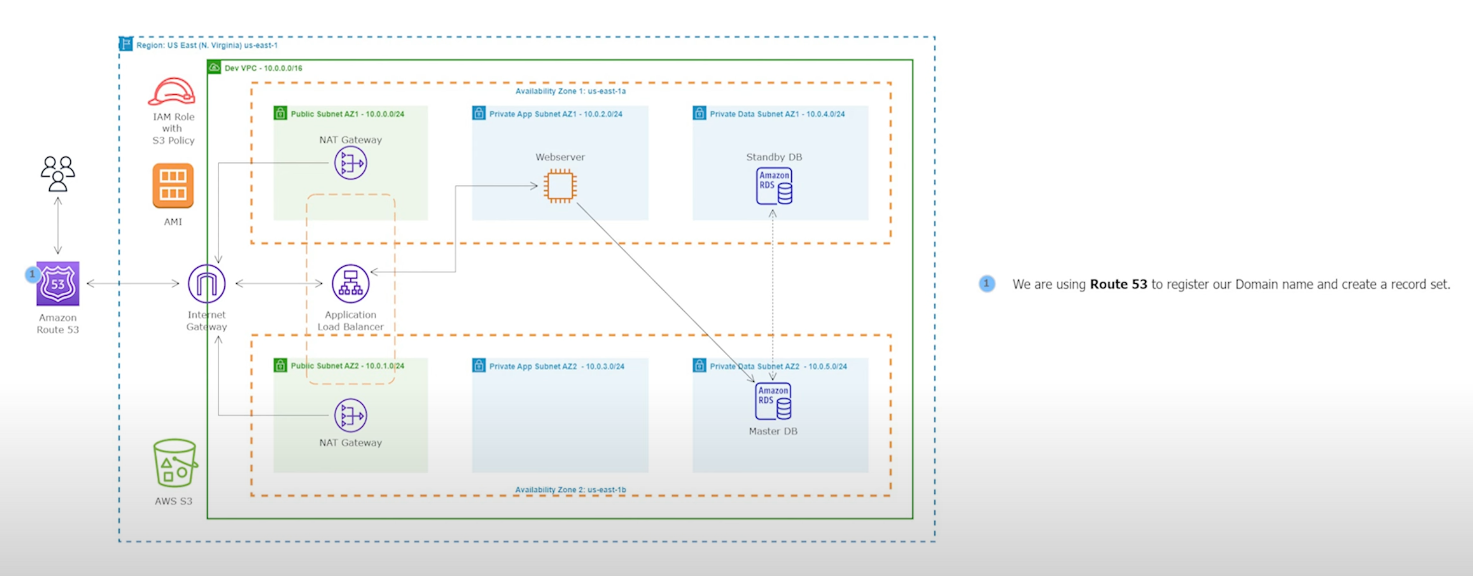 Region: US East (N. Virginia) us-east-1
Dev VPC - 10.0.0.0/16
Availability Zone 1: us-east-1a
IAM Role
with
S3 Policy
AMI
Public Subnet AZ1 - 10.0.0.0/24
NAT Gateway
Private App Subnet AZ1 - 10.0.2.0/24
Webserver
Private Data Subnet AZ1 - 10.0.4.0/24
Standby DB
Amazon
RDS
1
53
Amazon
Route 53
Internet
Gateway
Application
Load Balancer
1 We are using Route 53 to register our Domain name and create a record set.
Public Subnet AZ2 - 10.0.1.0/24
NAT Gateway
Private App Subnet AZ2 - 10.0.3.0/24
Private Data Subnet AZ2 - 10.0.5.0/24
Amazon
RDS
Master DB
Availability Zone 2: us-east-1b
AWS S3